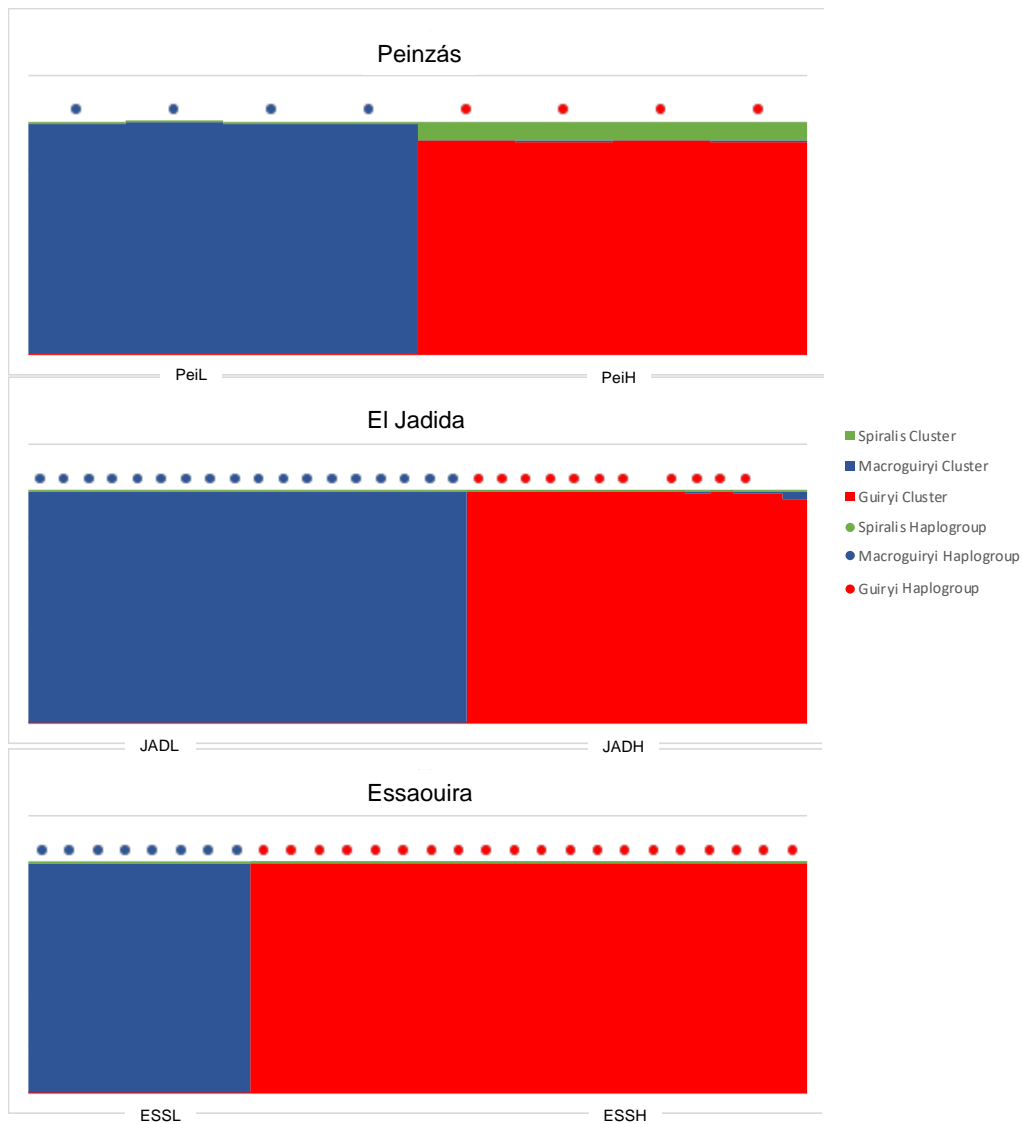 Peinzás
PeiL
PeiH
El Jadida
JADL
JADH
Essaouira
ESSL
ESSH
Spiralis Cluster
Macroguiryi Cluster
Guiryi Cluster
Spiralis Haplogroup
Macroguiryi Haplogroup
Guiryi Haplogroup